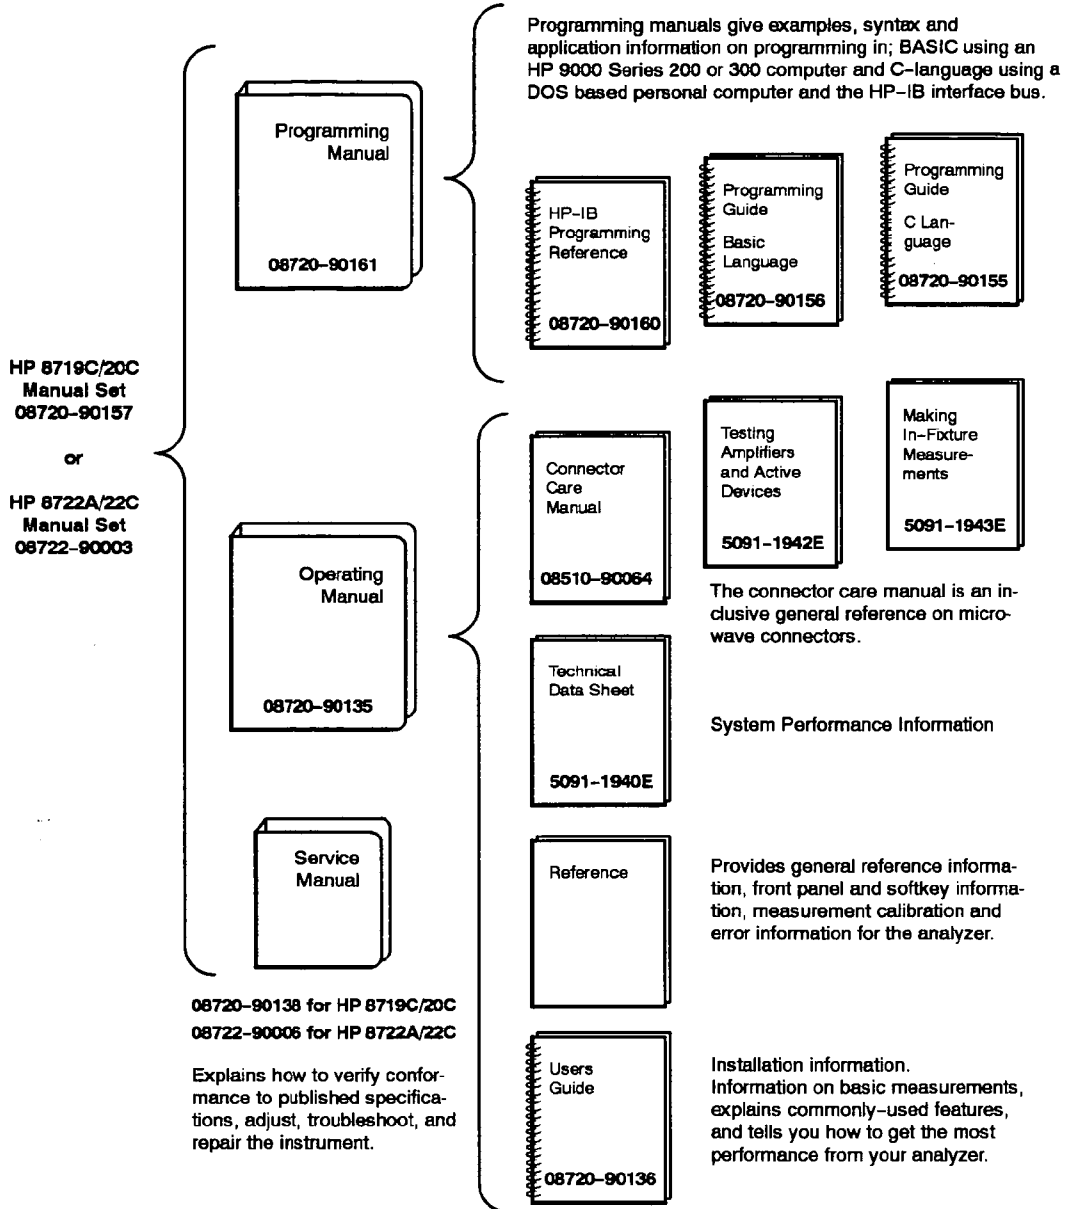 Programming manuals give examples, syntax and
application information on programming in; BASIC using an
HP 9000 Series 200 or 300 computer and C-language using a
DOS based personal computer and the HP-IB interface bus.
Programming
Manual
08720-90161
HP-IB
Programming
Reference
08720-90160
Programming
Guide
Basic
Language
08720-90156
Programming
Guide
C Lan-
guage
08720-90155
HP 8719C/20C
Manual Set
08720-90157
or
HP 8722A/22C
Manual Set
08722-90003
Operating
Manual
08720-90135
Connector
Care
Manual
08510-90064
Testing
Amplifiers
and Active
Devices
5091-1942E
Making
In-Fixture
Measure-
ments
5091-1943E
The connector care manual is an in-
clusive general reference on micro-
wave connectors.
Technical
Data Sheet
5091-1940E
System Performance Information
Service
Manual
08720-90138 for HP 8719C/20C
08722-90006 for HP 8722A/22C
Explains how to verify confor-
mance to published specifica-
tions, adjust, troubleshoot, and
repair the instrument.
Reference
Provides general reference informa-
tion, front panel and softkey informa-
tion, measurement calibration and
error information for the analyzer.
Users
Guide
08720-90136
Installation information.
Information on basic measurements,
explains commonly-used features,
and tells you how to get the most
performance from your analyzer.